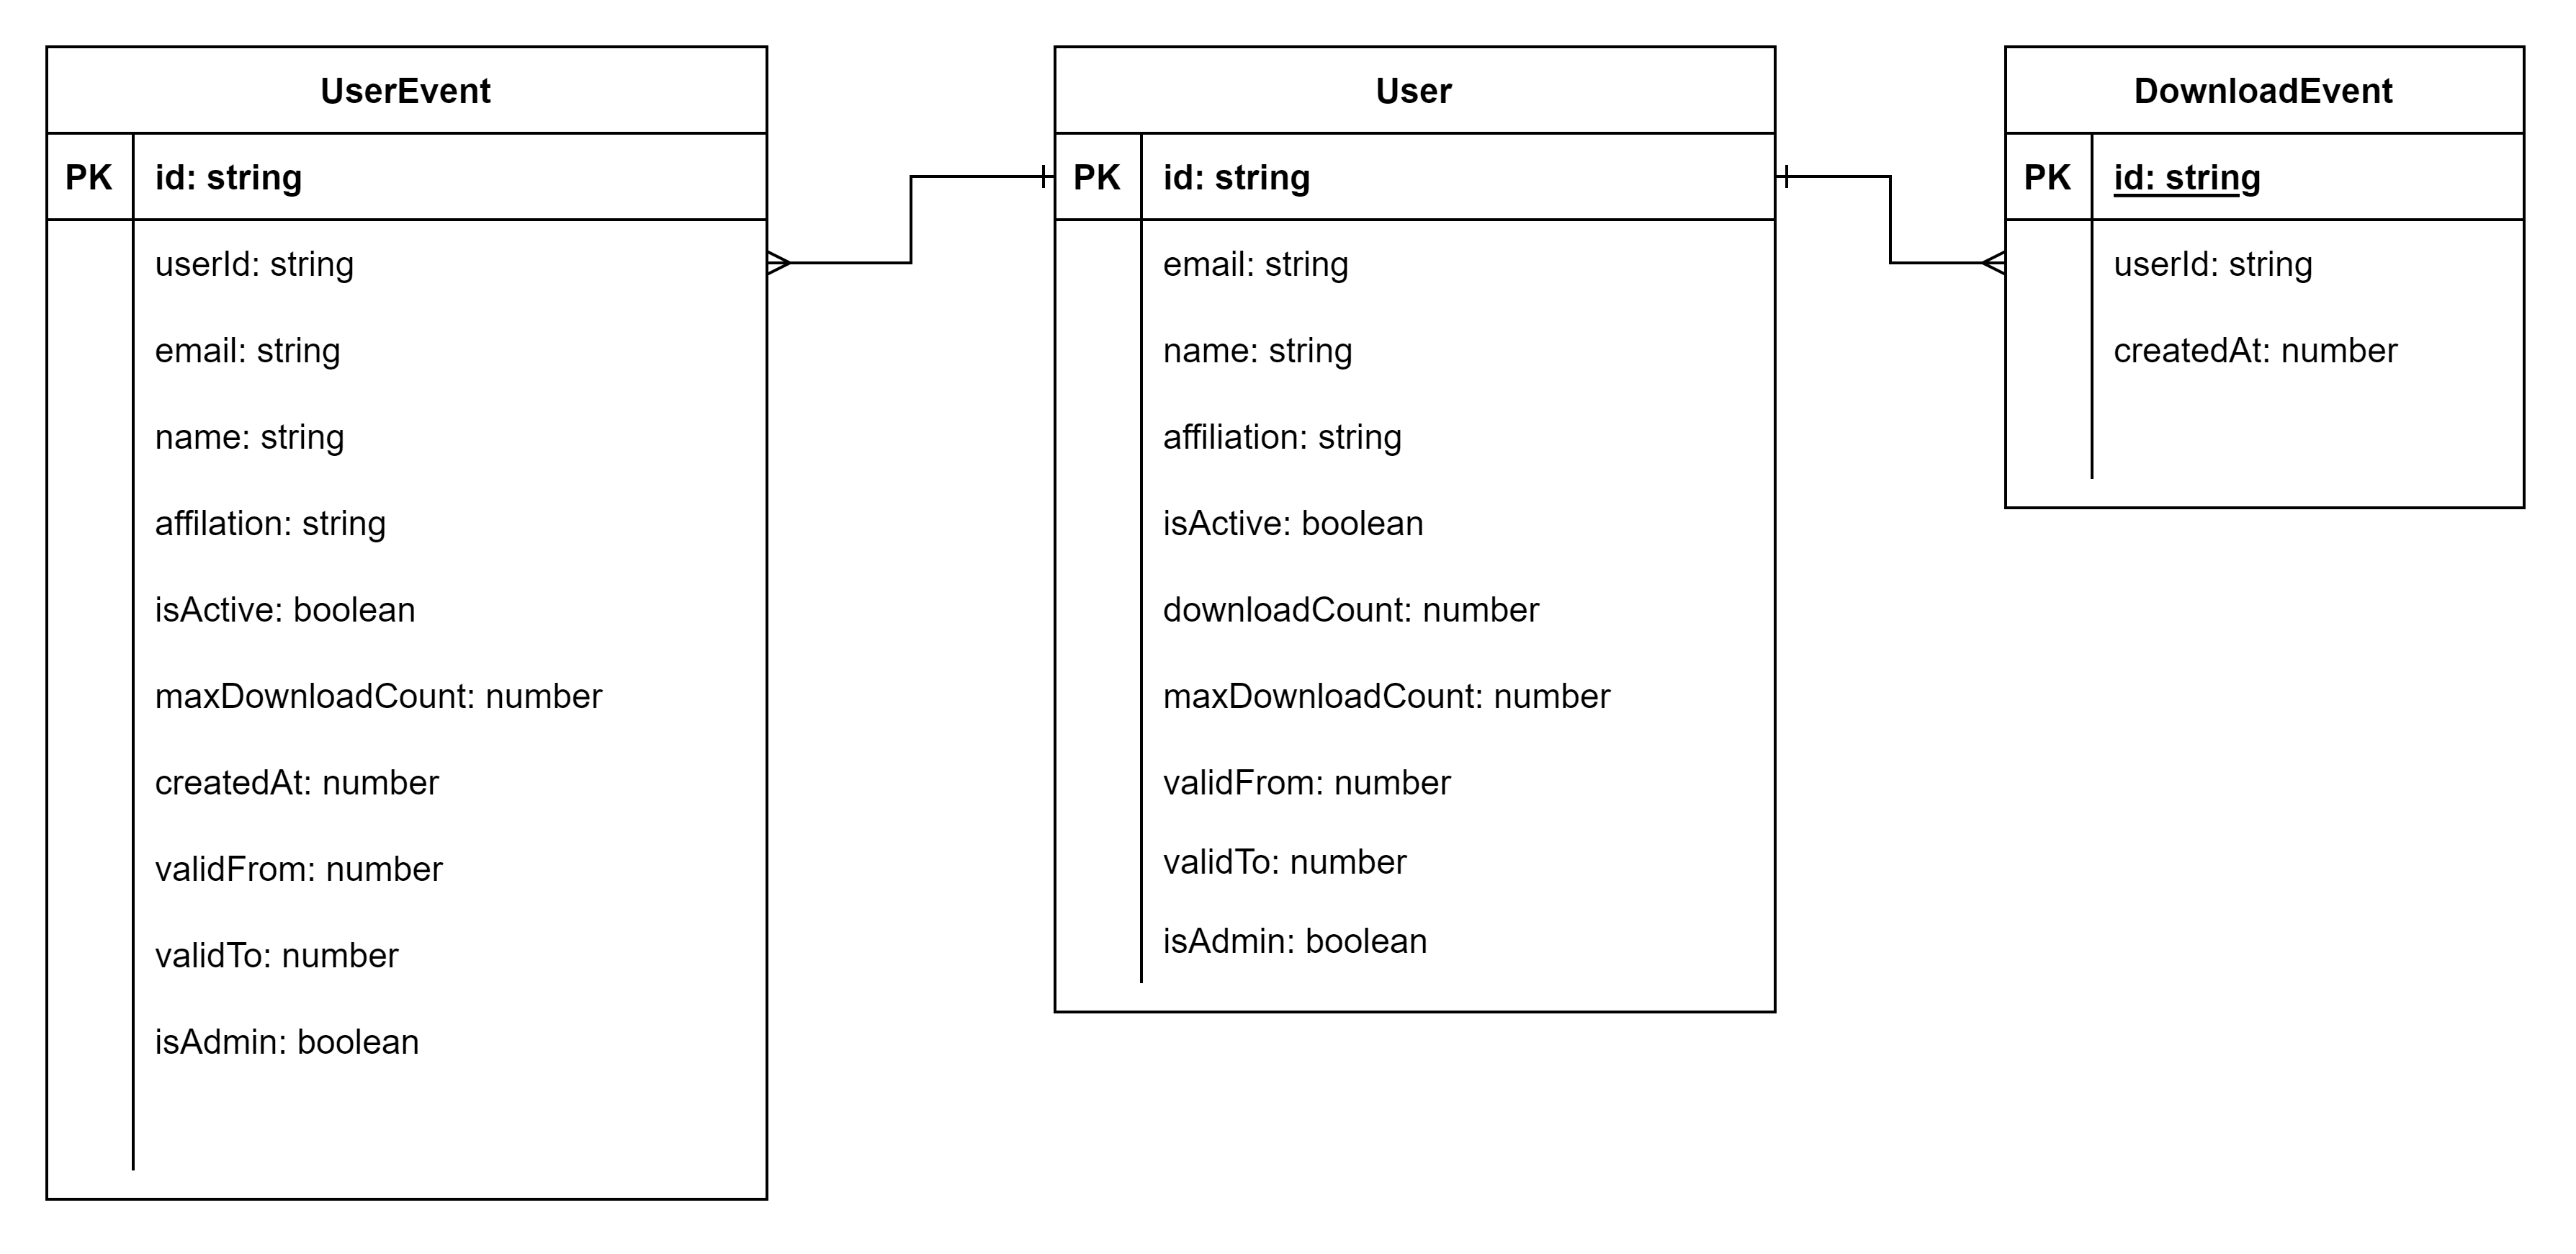 UserEvent
PK id: string
userId: string
email: string
name: string
affilation: string
isActive: boolean
maxDownloadCount: number
createdAt: number
validFrom: number
validTo: number
isAdmin: boolean
User
PK id: string
email: string
name: string
affiliation: string
isActive: boolean
downloadCount: number
maxDownloadCount: number
validFrom: number
validTo: number
isAdmin: boolean
DownloadEvent
PK id: string
userId: string
createdAt: number